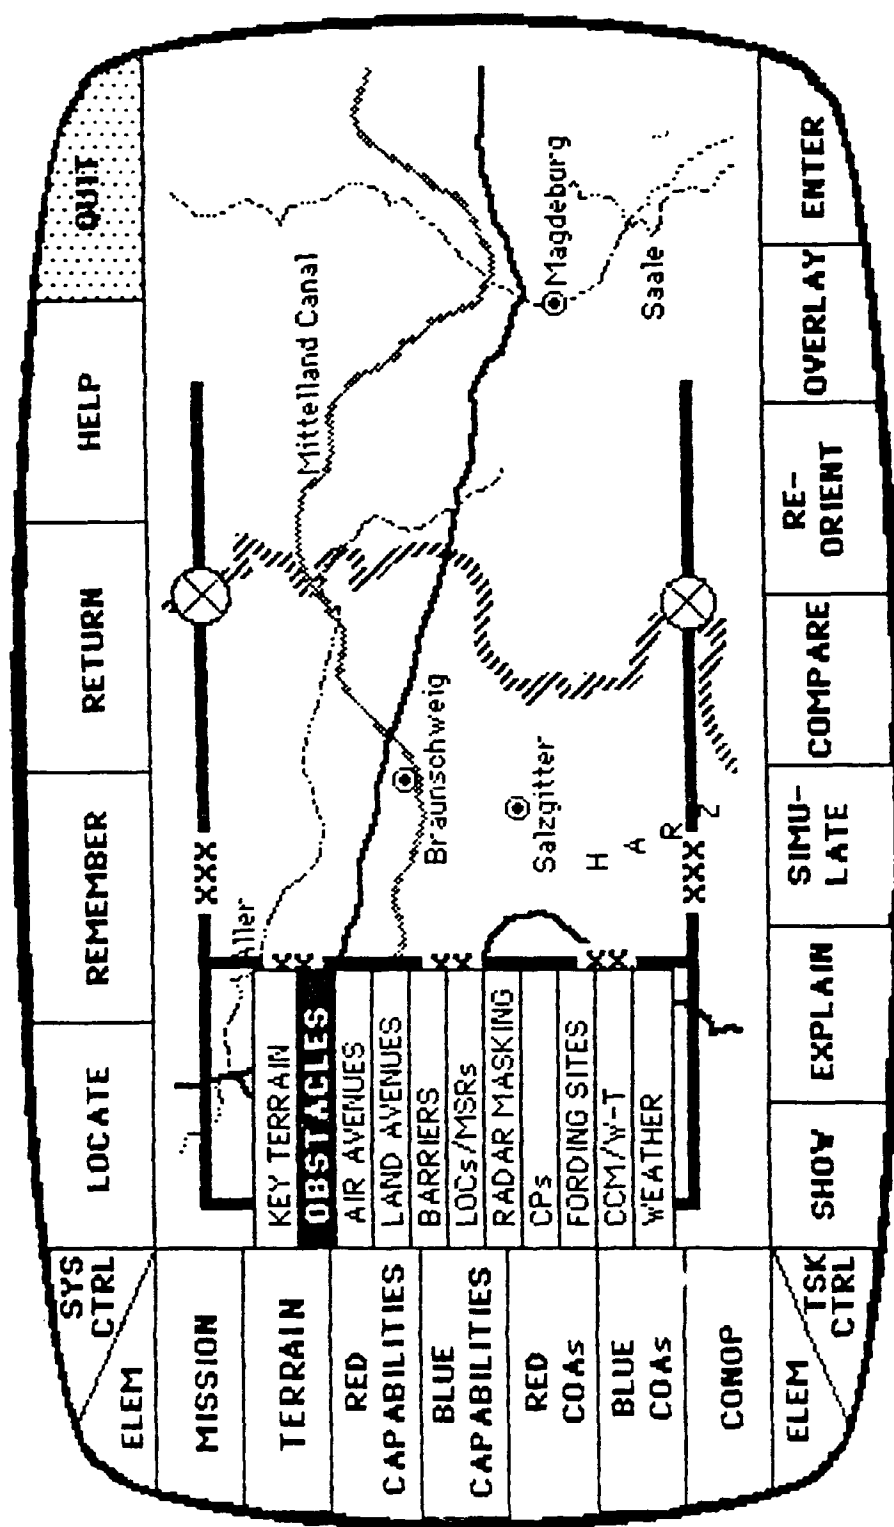 SYS
CTRL
LOCATE
REMEMBER
RETURN
HELP
QUIT
ELEM
MISSION
TERRAIN
RED
CAPABILITIES
BLUE
CAPABILITIES
RED
COAs
BLUE
COAs
CONOP
ELEM
TSK
CTRL
KEY TERRAIN
OBSTACLES
AIR AVENUES
LAND AVENUES
BARRIERS
LOCs/MSRs
RADAR MASKING
CPs
FORDING SITES
CCM/W-T
WEATHER
XXX
Aller
XX
XX
XX
Mittelland Canal
Braunschweig
Salzgitter
Magdeburg
Saale
HARZ
XXX
SHOW
EXPLAIN
SIMU-
LATE
COMPARE
RE-
ORIENT
OVERLAY
ENTER